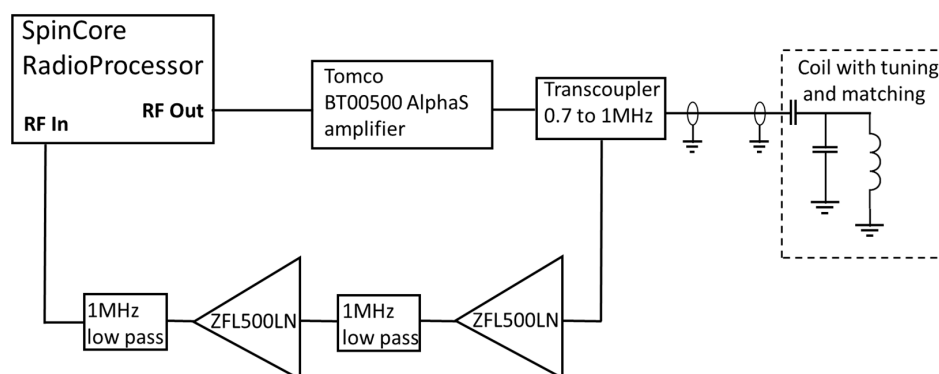 SpinCore
RadioProcessor
RF Out
RF In
Tomco
BT00500 AlphaS
amplifier
Transcoupler
0.7 to 1MHz
Coil with tuning
and matching
1MHz
low pass
ZFL500LN
1MHz
low pass
ZFL500LN